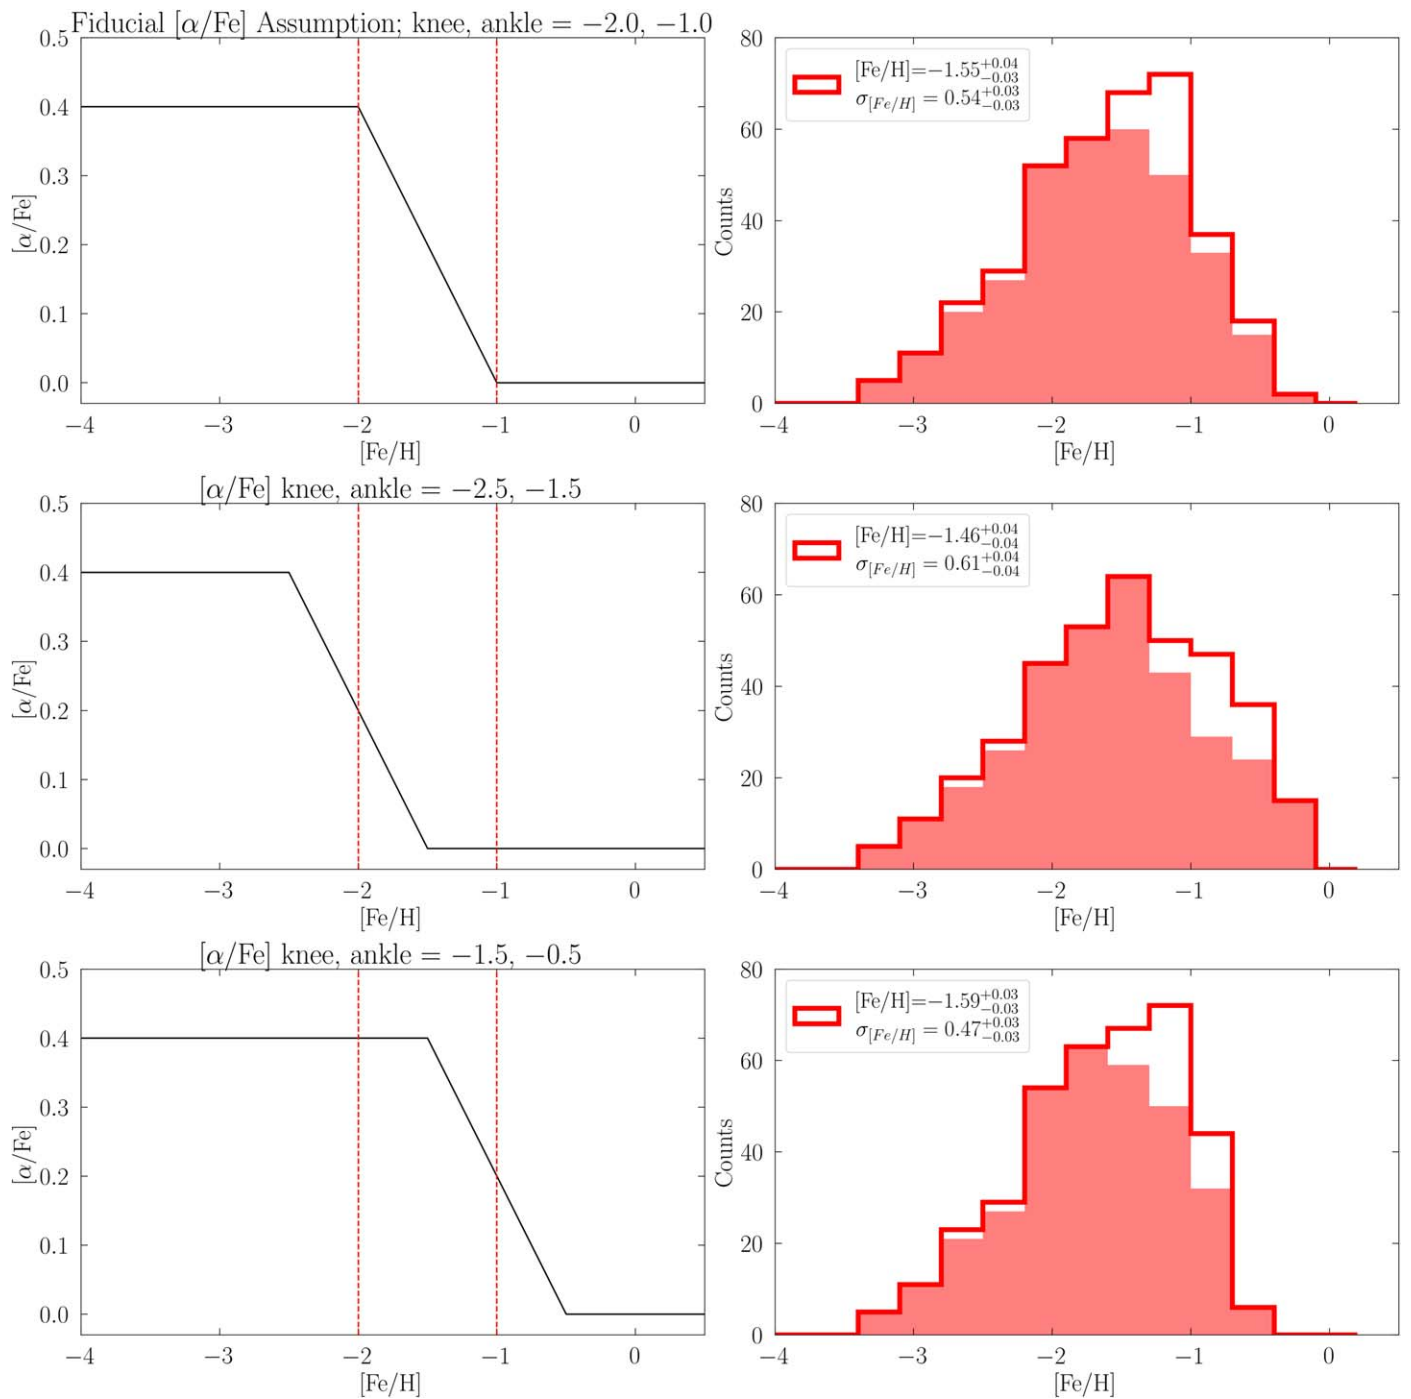 Fiducial [α/Fe] Assumption; knee, ankle = −2.0, −1.0
0.5
0.4
0.3
0.2
0.1
0.0
[α/Fe]
−4 −3 −2 −1 0
[Fe/H]
80
60
40
20
0
Counts
[Fe/H]=−1.55+0.04−0.03
σ[Fe/H] = 0.54+0.03−0.03
−4 −3 −2 −1 0
[Fe/H]
[α/Fe] knee, ankle = −2.5, −1.5
0.5
0.4
0.3
0.2
0.1
0.0
[α/Fe]
−4 −3 −2 −1 0
[Fe/H]
80
60
40
20
0
Counts
[Fe/H]=−1.46+0.04−0.04
σ[Fe/H] = 0.61+0.04−0.04
−4 −3 −2 −1 0
[Fe/H]
[α/Fe] knee, ankle = −1.5, −0.5
0.5
0.4
0.3
0.2
0.1
0.0
[α/Fe]
−4 −3 −2 −1 0
[Fe/H]
80
60
40
20
0
Counts
[Fe/H]=−1.59+0.03−0.03
σ[Fe/H] = 0.47+0.03−0.03
−4 −3 −2 −1 0
[Fe/H]